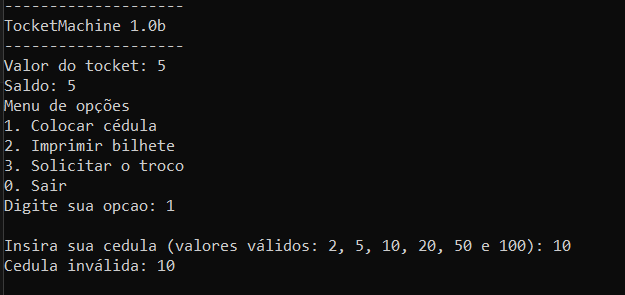 --------------------
TocketMachine 1.0b
--------------------
Valor do tocket: 5
Saldo: 5
Menu de opções
1. Colocar cédula
2. Imprimir bilhete
3. Solicitar o troco
0. Sair
Digite sua opcao: 1
Insira sua cedula (valores válidos: 2, 5, 10, 20, 50 e 100): 10
Cedula inválida: 10